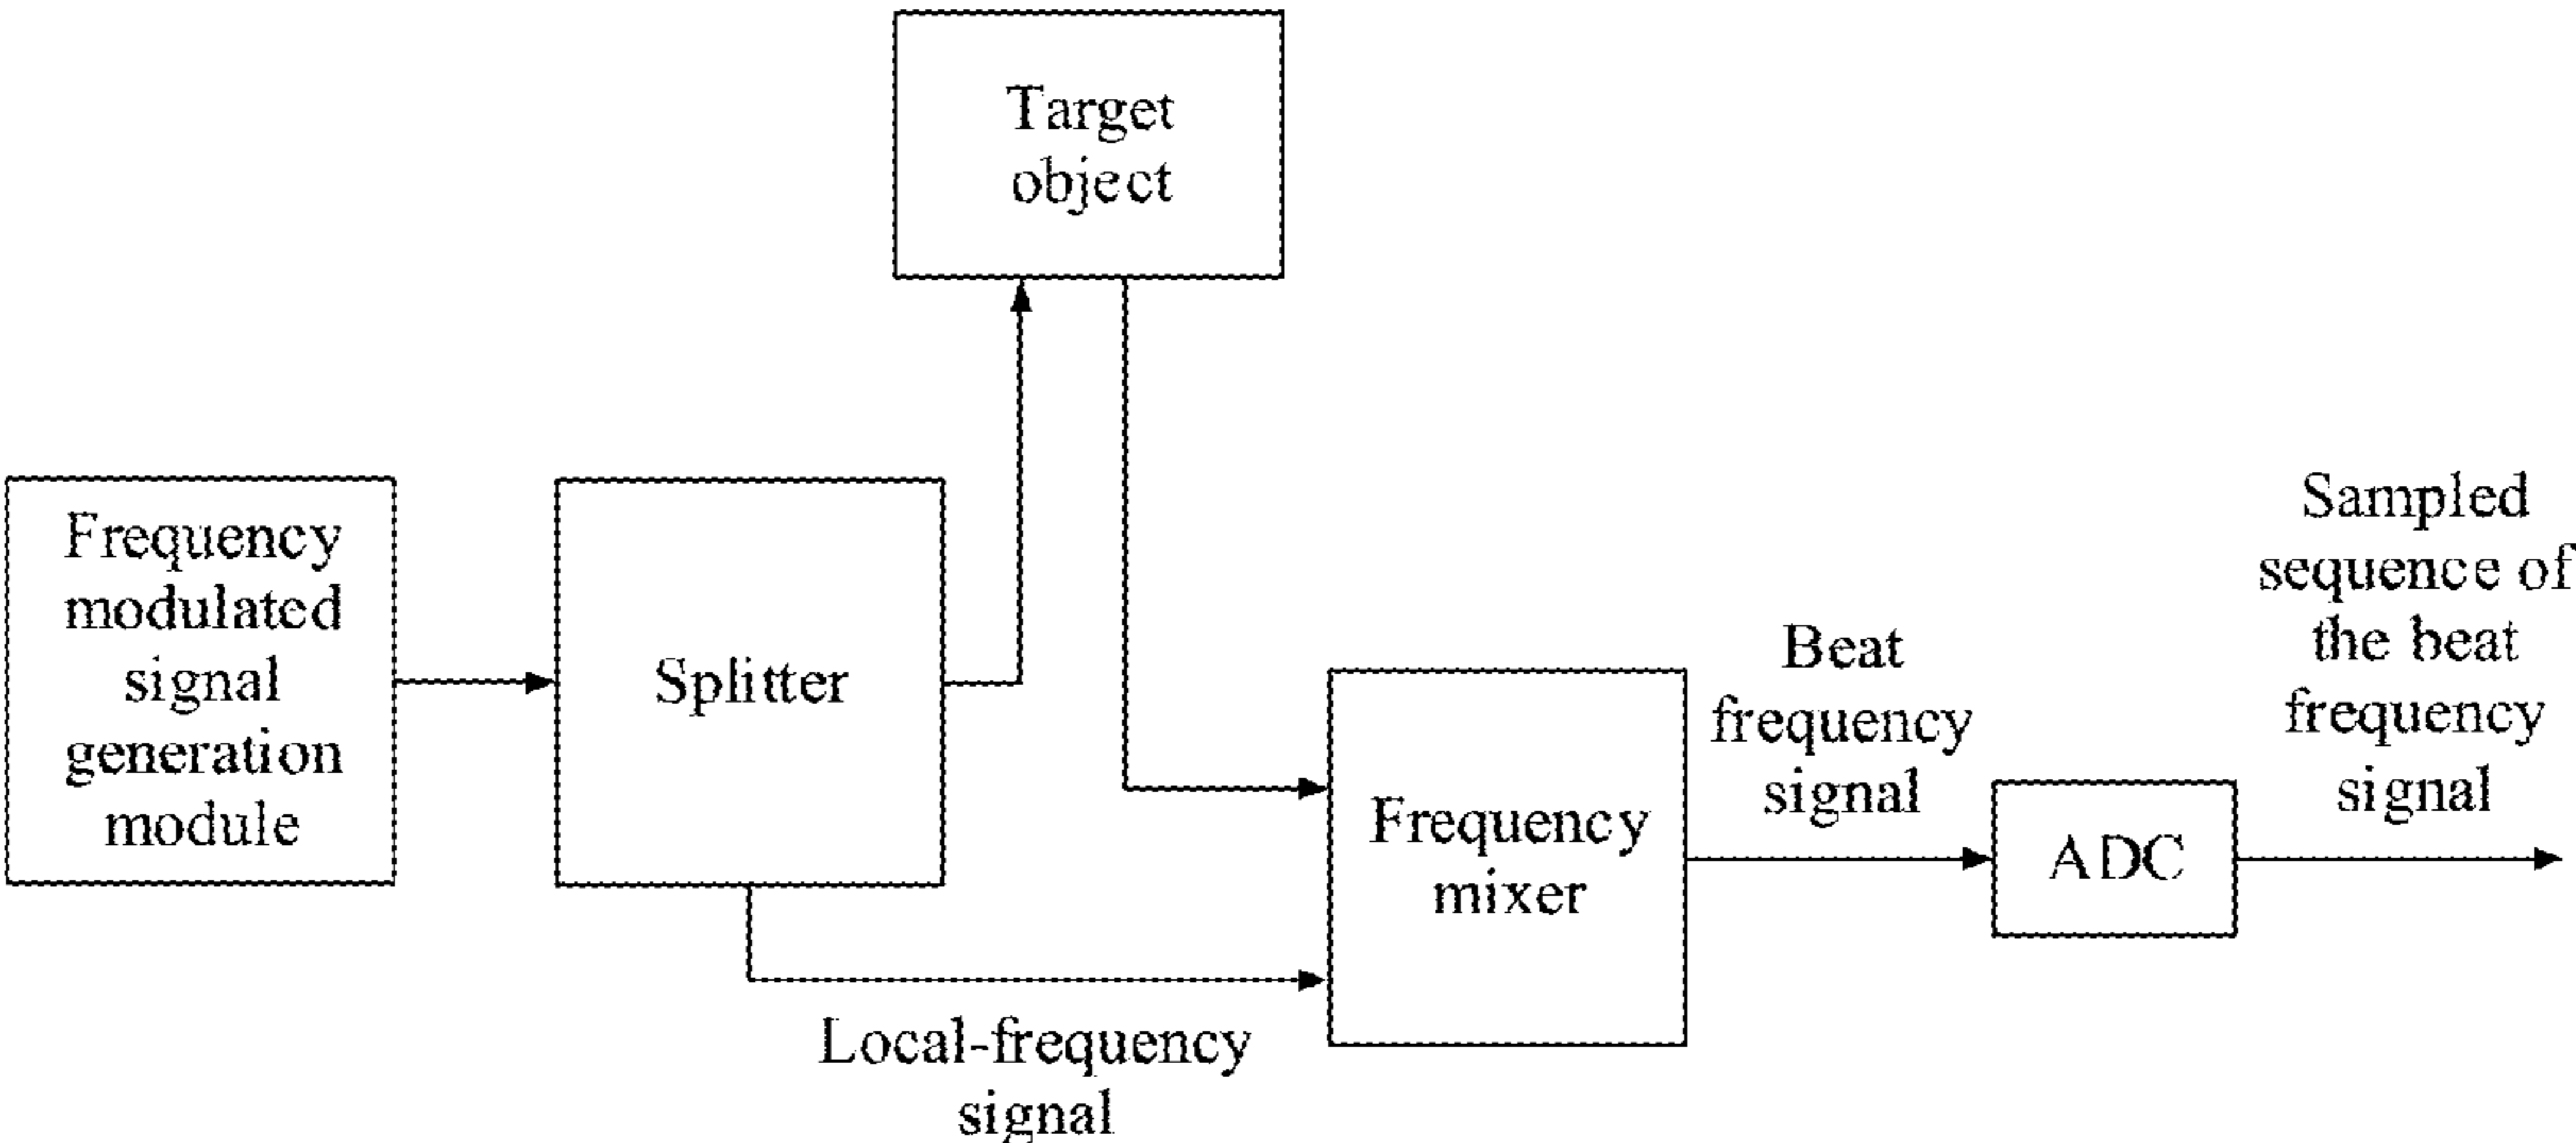 Target
object
Frequency
modulated
signal
generation
module
Splitter
Local-frequency
signal
Frequency
mixer
Beat
frequency
signal
ADC
Sampled
sequence of
the beat
frequency
signal